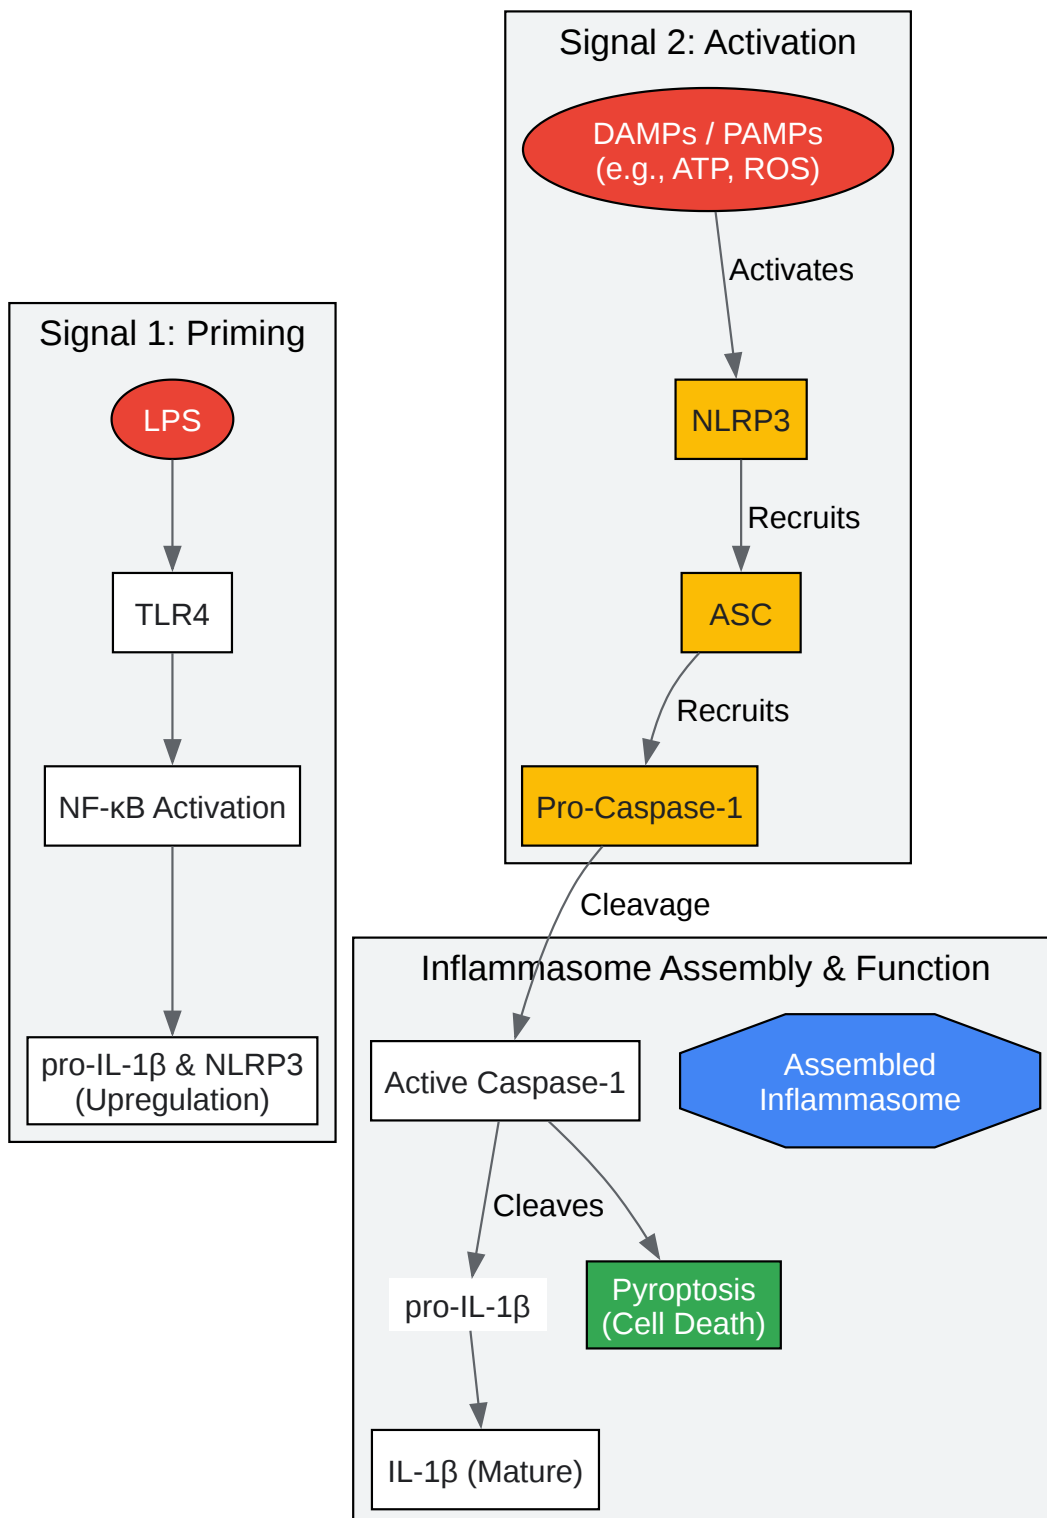 Signal 2: Activation
DAMPs / PAMPs
(e.g., ATP, ROS)
Activates
NLRP3
Recruits
ASC
Recruits
Pro-Caspase-1
Cleavage
Signal 1: Priming
LPS
TLR4
NF-κB Activation
pro-IL-1β & NLRP3
(Upregulation)
Inflammasome Assembly & Function
Active Caspase-1
Assembled
Inflammasome
Cleaves
pro-IL-1β
Pyroptosis
(Cell Death)
IL-1β (Mature)